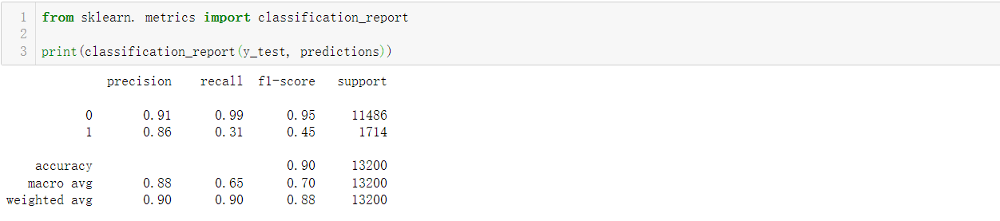 1 from sklearn. metrics import classification_report
2
3 print(classification_report(y_test, predictions))
precision recall f1-score support
0 0.91 0.99 0.95 11486
1 0.86 0.31 0.45 1714
accuracy 0.90 13200
macro avg 0.88 0.65 0.70 13200
weighted avg 0.90 0.90 0.88 13200